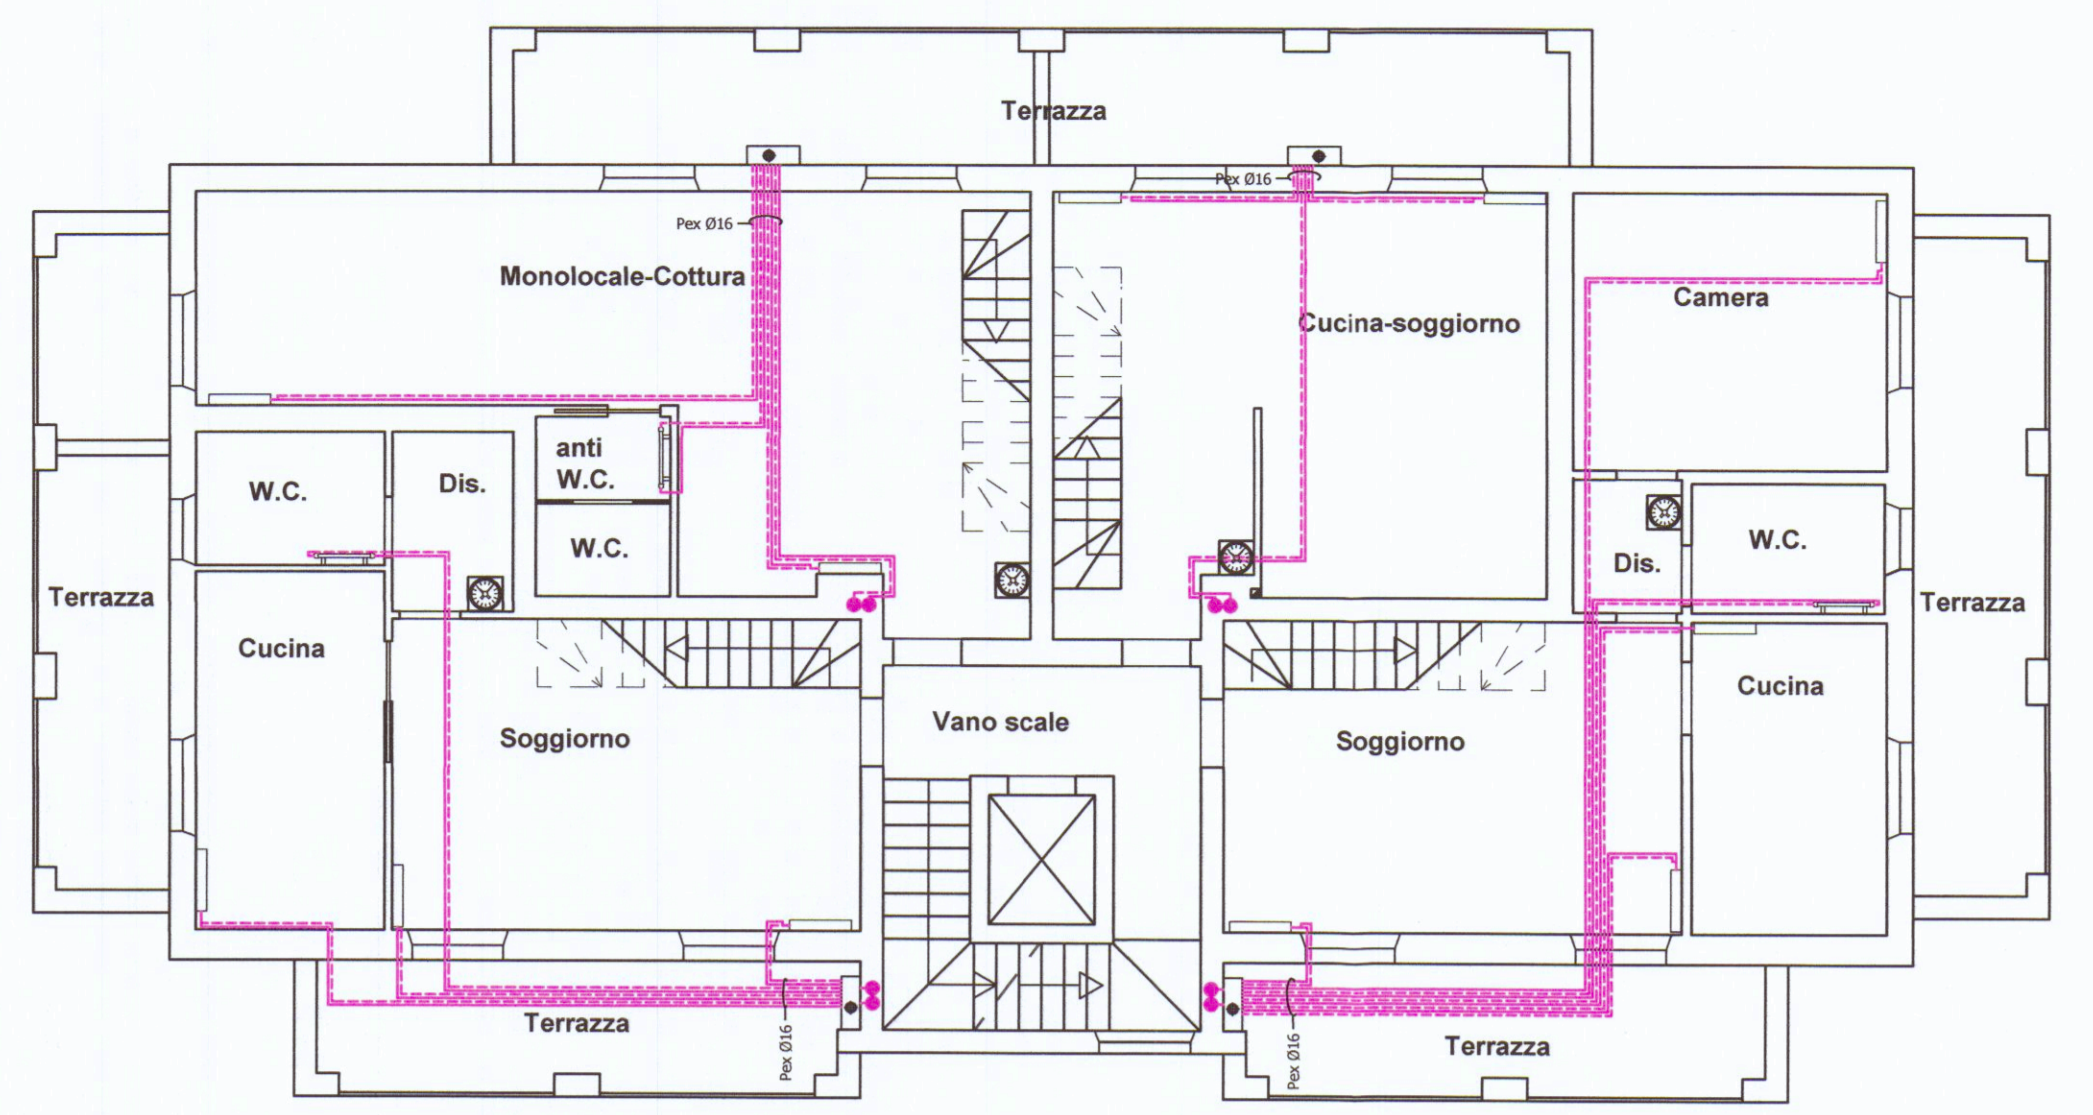 Terrazza
Pex Ø16
Pex Ø16
Monolocale-Cottura
Camera
Cucina-soggiorno
anti
W.C.
W.C.
Dis.
W.C.
W.C.
Dis.
Terrazza
Terrazza
Cucina
Cucina
Vano scale
Soggiorno
Soggiorno
Terrazza
Terrazza
Pex Ø16
Pex Ø16